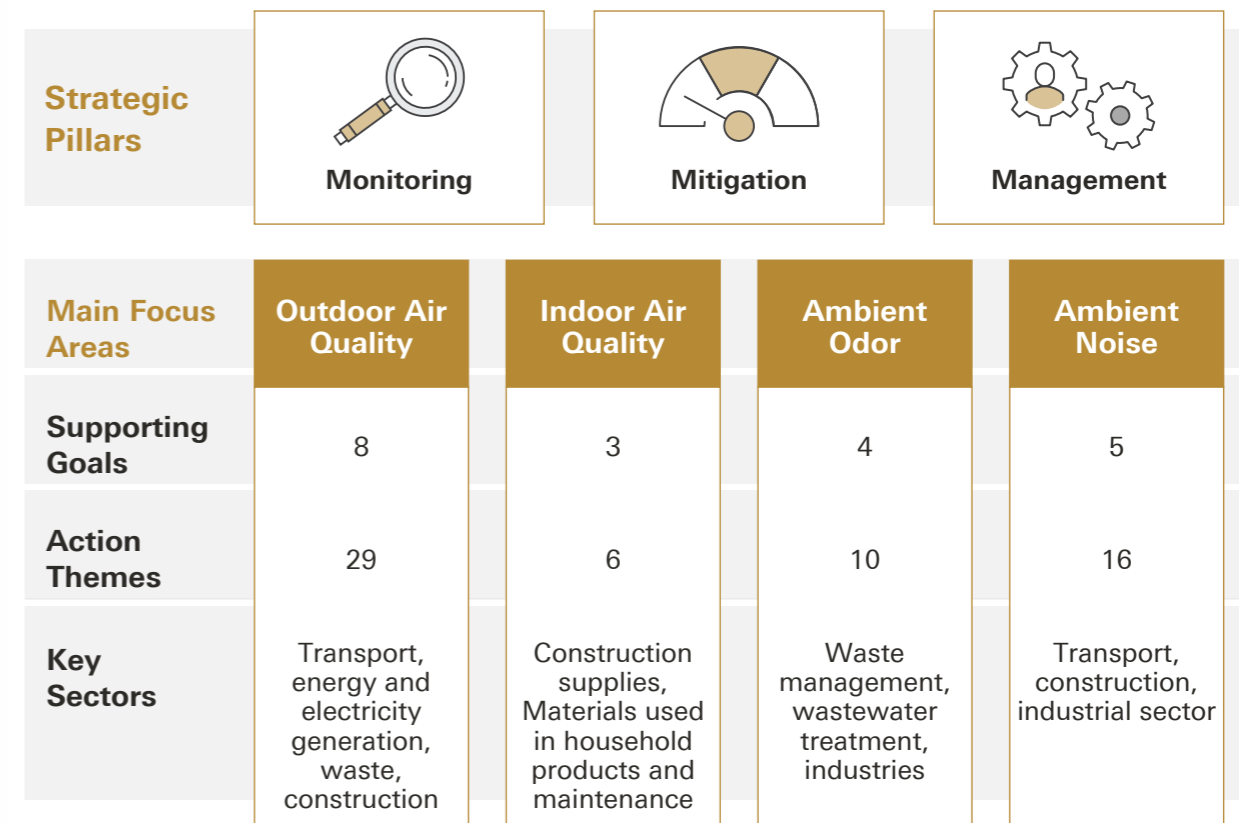 Strategic
Pillars
Monitoring
Mitigation
Management
Main Focus
Areas
Outdoor Air
Quality
Indoor Air
Quality
Ambient
Odor
Ambient
Noise
Supporting
Goals
8
3
4
5
Action
Themes
29
6
10
16
Key
Sectors
Transport,
energy and
electricity
generation,
waste,
construction
Construction
supplies,
Materials used
in household
products and
maintenance
Waste
management,
wastewater
treatment,
industries
Transport,
construction,
industrial sector